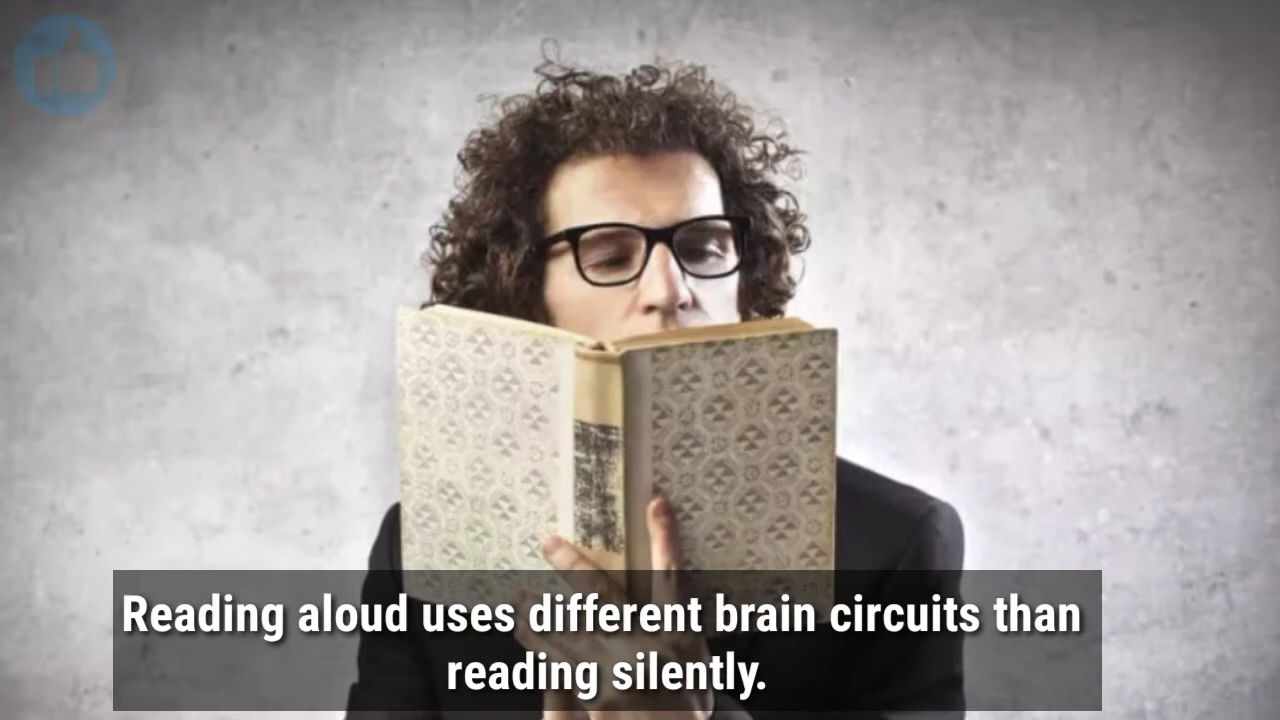 Reading aloud uses different brain circuits than
reading silently.